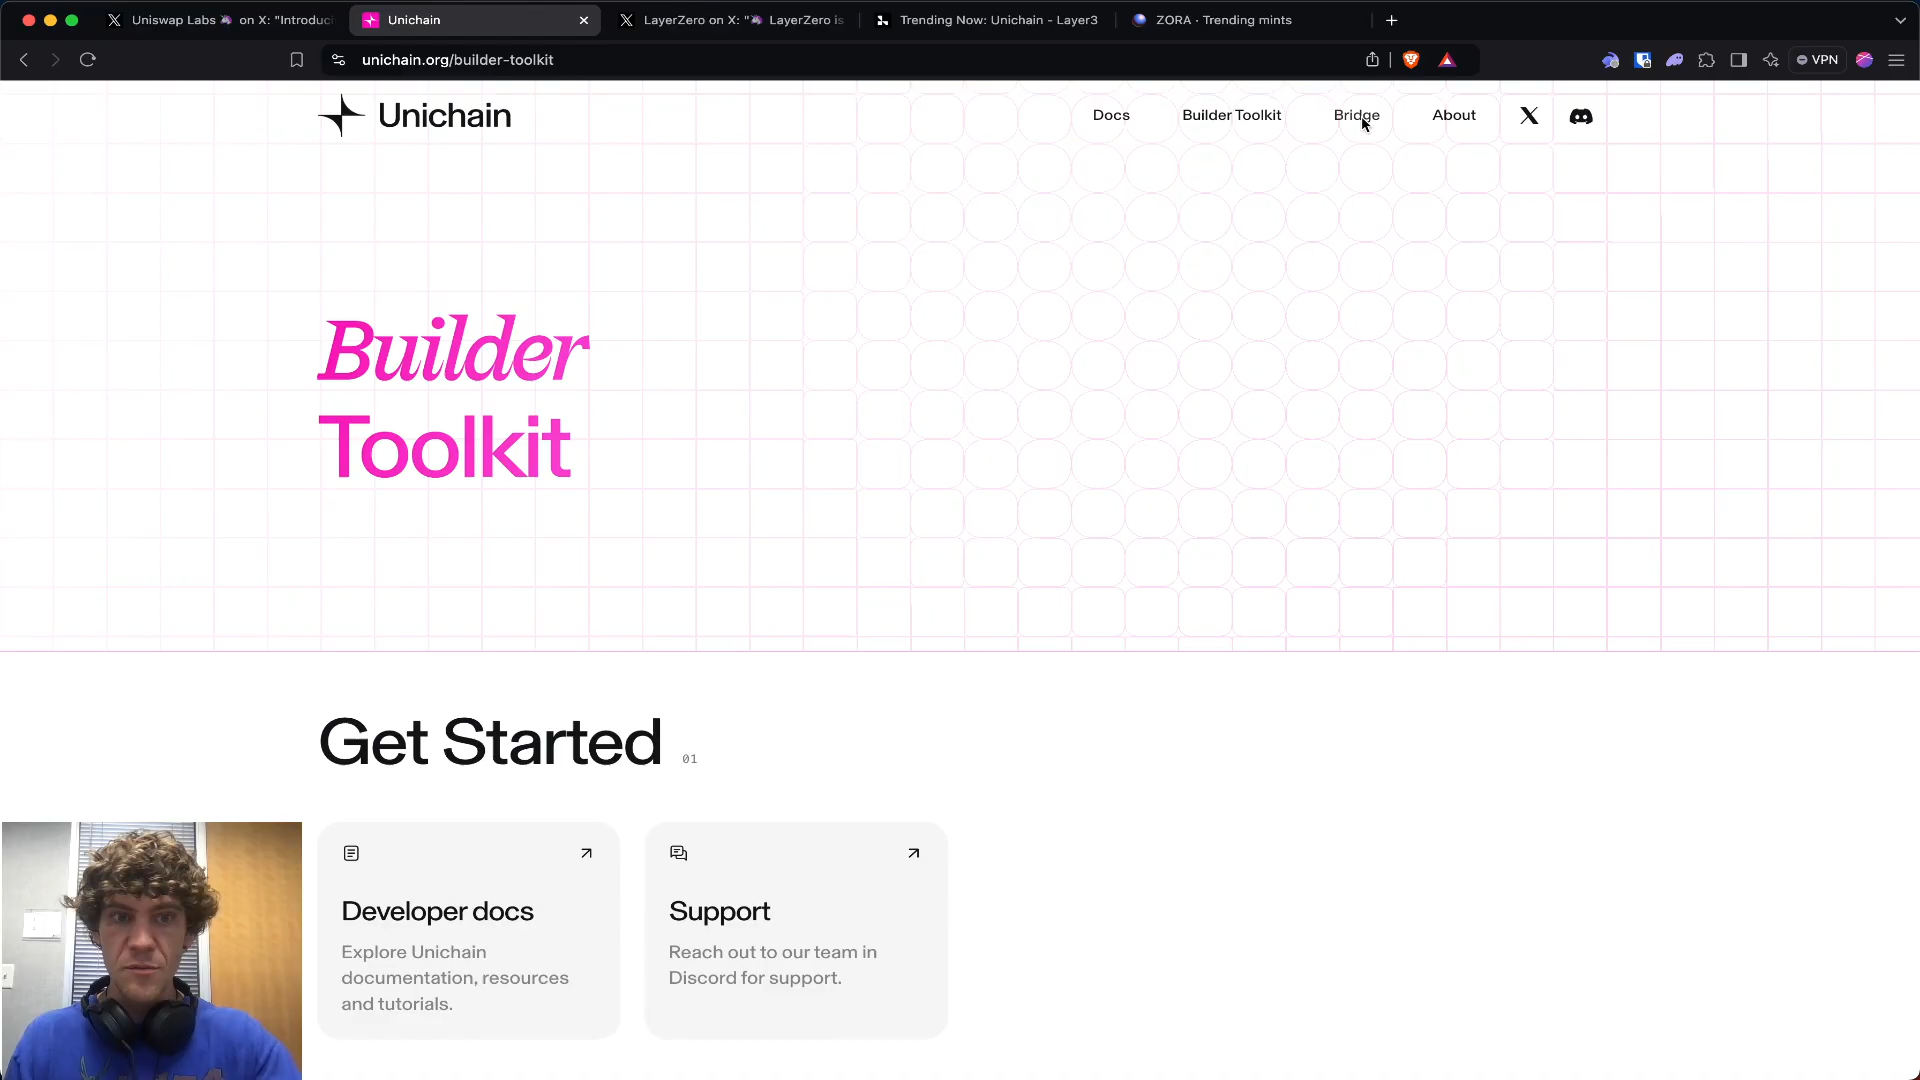 Uniswap Labs 🦄 on X: "Introduci
Unichain
LayerZero on X: "🦄 LayerZero is
Trending Now: Unichain - Layer3
ZORA · Trending mints
unichain.org/builder-toolkit
VPN
Unichain
Docs
Builder Toolkit
Bridge
About
Builder
Toolkit
Get Started 01
Developer docs
Explore Unichain
documentation, resources
and tutorials.
Support
Reach out to our team in
Discord for support.